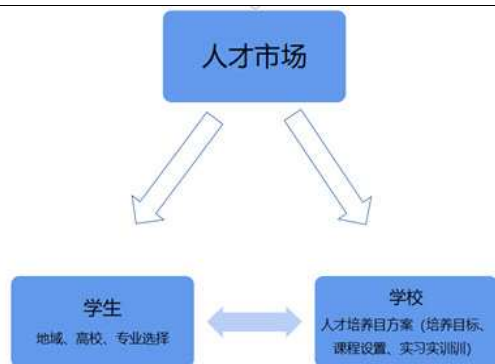 人才市场
学生
地域、高校、专业选择
学校
人才培养目方案（培养目标、
课程设置、实习实训训）